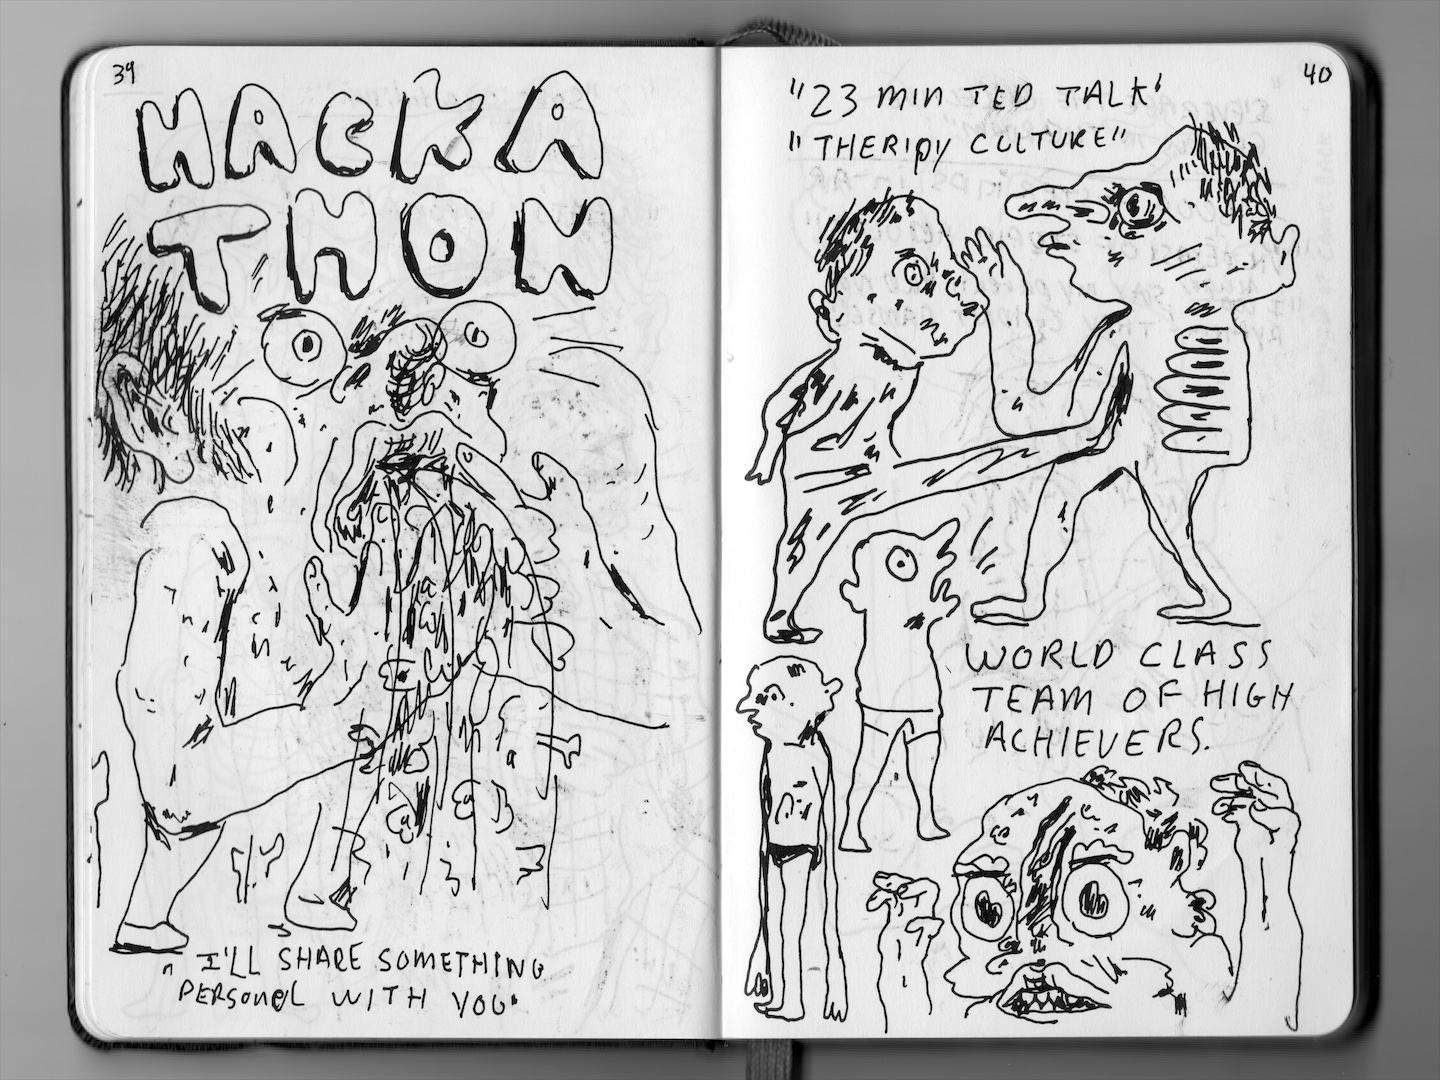 39
HACKA
THON
"I'LL SHARE SOMETHING
PERSONAL WITH YOU"
40
"23 MIN TED TALK"
"THERIPY CULTURE"
WORLD CLASS
TEAM OF HIGH
ACHIEVERS.